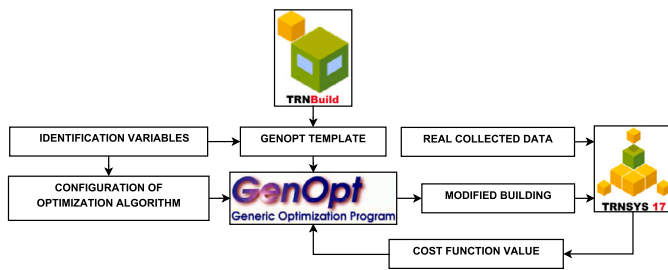 TRNBuild
IDENTIFICATION VARIABLES
GENOPT TEMPLATE
REAL COLLECTED DATA
CONFIGURATION OF
OPTIMIZATION ALGORITHM
GenOpt
Generic Optimization Program
MODIFIED BUILDING
TRNSYS 17
COST FUNCTION VALUE